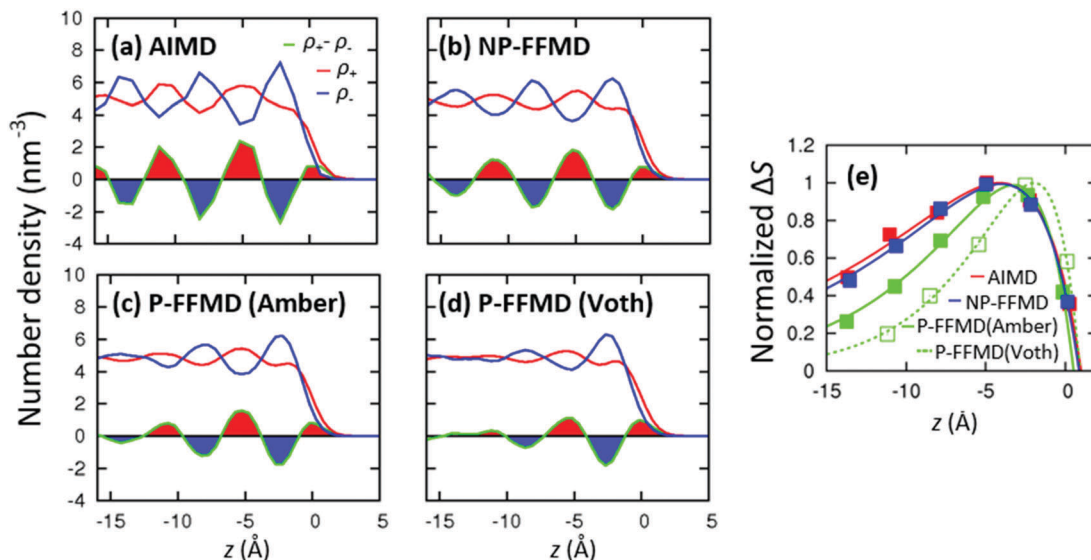 Number density (nm⁻³)
10
8
6
4
2
0
-2
-4
(a) AIMD
ρ₊- ρ₋
ρ₊
ρ₋
(b) NP-FFMD
10
8
6
4
2
0
-2
-4
(c) P-FFMD (Amber)
-15 -10 -5 0 5
z (Å)
(d) P-FFMD (Voth)
-15 -10 -5 0 5
z (Å)
Normalized ΔS
1.2
1
0.8
0.6
0.4
0.2
0
(e)
AIMD
NP-FFMD
P-FFMD(Amber)
P-FFMD(Voth)
-15 -10 -5 0
z (Å)